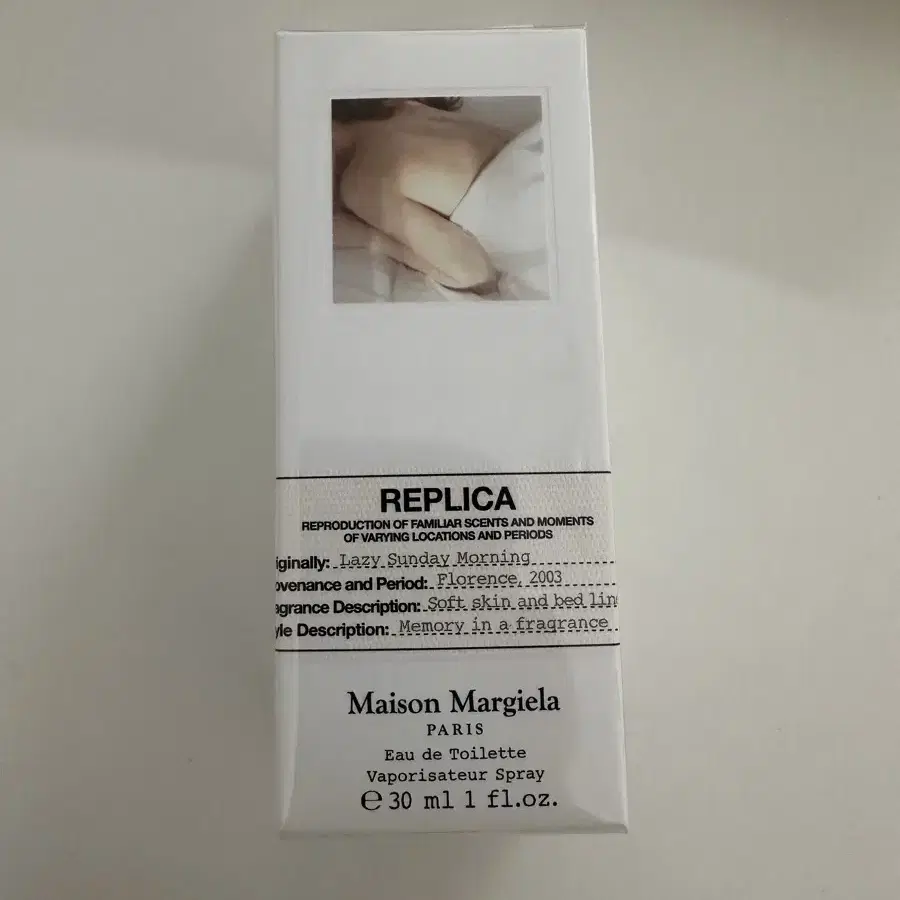 REPLICA
REPRODUCTION OF FAMILIAR SCENTS AND MOMENTS
OF VARYING LOCATIONS AND PERIODS
iginally: Lazy Sunday Morning
ovenance and Period: Florence, 2003
agrance Description: Soft skin and bed lin
yle Description: Memory in a fragrance
Maison Margiela
PARIS
Eau de Toilette
Vaporisateur Spray
℮ 30 ml 1 fl.oz.